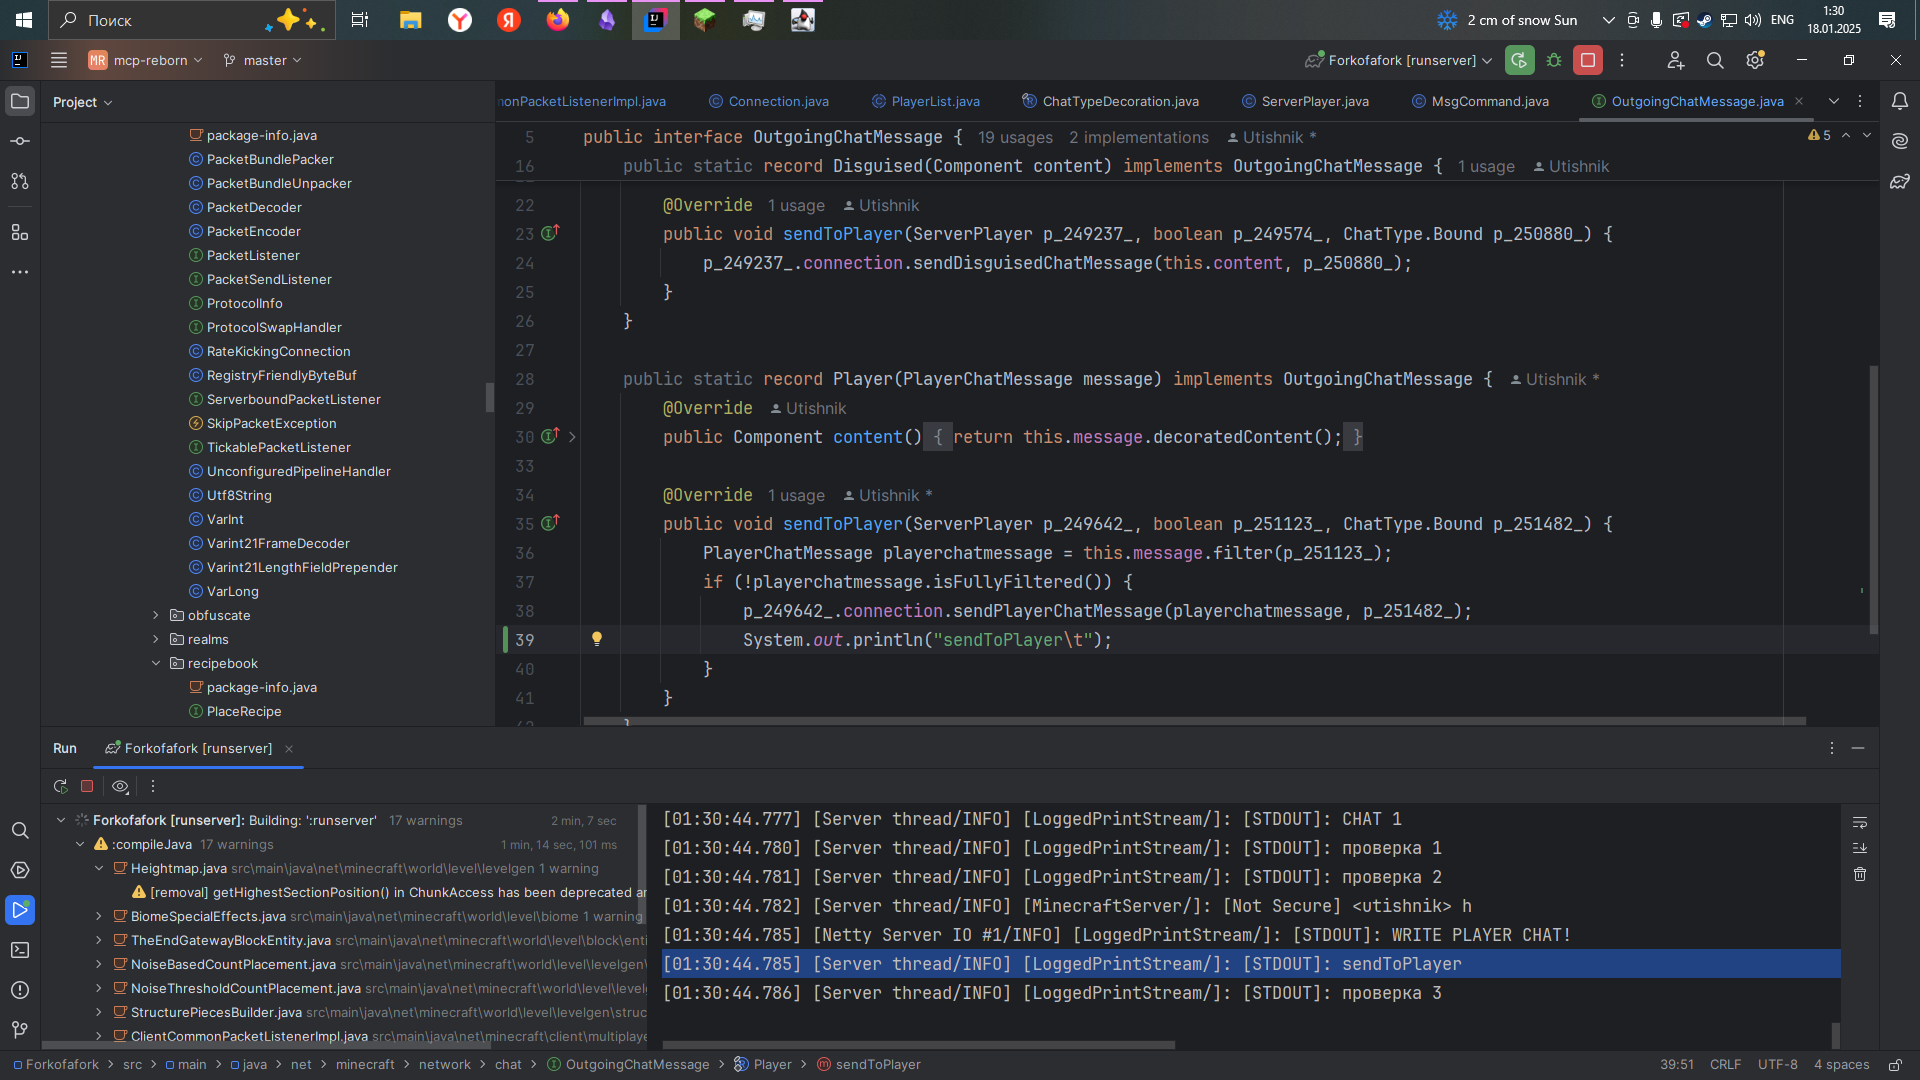 Поиск
2 cm of snow Sun
ENG
1:30
18.01.2025
MR mcp-reborn
master
Forkofafork [runserver]
Project
onPacketListenerImpl.java
Connection.java
PlayerList.java
ChatTypeDecoration.java
ServerPlayer.java
MsgCommand.java
OutgoingChatMessage.java
package-info.java
PacketBundlePacker
PacketBundleUnpacker
PacketDecoder
PacketEncoder
PacketListener
PacketSendListener
ProtocolInfo
ProtocolSwapHandler
RateKickingConnection
RegistryFriendlyByteBuf
ServerboundPacketListener
SkipPacketException
TickablePacketListener
UnconfiguredPipelineHandler
Utf8String
VarInt
Varint21FrameDecoder
Varint21LengthFieldPrepender
VarLong
obfuscate
realms
recipebook
package-info.java
PlaceRecipe
5 public interface OutgoingChatMessage { 19 usages 2 implementations Utishnik *
5
16 public static record Disguised(Component content) implements OutgoingChatMessage { 1 usage Utishnik
22 @Override 1 usage Utishnik
23 public void sendToPlayer(ServerPlayer p_249237_, boolean p_249574_, ChatType.Bound p_250880_) {
24 p_249237_.connection.sendDisguisedChatMessage(this.content, p_250880_);
25 }
26 }
27
28 public static record Player(PlayerChatMessage message) implements OutgoingChatMessage { Utishnik *
29 @Override Utishnik
30 public Component content() { return this.message.decoratedContent(); }
33
34 @Override 1 usage Utishnik *
35 public void sendToPlayer(ServerPlayer p_249642_, boolean p_251123_, ChatType.Bound p_251482_) {
36 PlayerChatMessage playerchatmessage = this.message.filter(p_251123_);
37 if (!playerchatmessage.isFullyFiltered()) {
38 p_249642_.connection.sendPlayerChatMessage(playerchatmessage, p_251482_);
39 System.out.println("sendToPlayer\t");
40 }
41 }
Run
Forkofafork [runserver]
Forkofafork [runserver]: Building: ':runserver' 17 warnings 2 min, 7 sec
:compileJava 17 warnings 1 min, 14 sec, 101 ms
Heightmap.java src\main\java\net\minecraft\world\level\levelgen 1 warning
[removal] getHighestSectionPosition() in ChunkAccess has been deprecated ar
BiomeSpecialEffects.java src\main\java\net\minecraft\world\level\biome 1 warning
TheEndGatewayBlockEntity.java src\main\java\net\minecraft\world\level\block\enti
NoiseBasedCountPlacement.java src\main\java\net\minecraft\world\level\levelgen\
NoiseThresholdCountPlacement.java src\main\java\net\minecraft\world\level\level
StructurePiecesBuilder.java src\main\java\net\minecraft\world\level\levelgen\struc
ClientCommonPacketListenerImpl.java src\main\java\net\minecraft\client\multiplaye
[01:30:44.777] [Server thread/INFO] [LoggedPrintStream/]: [STDOUT]: CHAT 1
[01:30:44.780] [Server thread/INFO] [LoggedPrintStream/]: [STDOUT]: проверка 1
[01:30:44.781] [Server thread/INFO] [LoggedPrintStream/]: [STDOUT]: проверка 2
[01:30:44.782] [Server thread/INFO] [MinecraftServer/]: [Not Secure] <utishnik> h
[01:30:44.785] [Netty Server IO #1/INFO] [LoggedPrintStream/]: [STDOUT]: WRITE PLAYER CHAT!
[01:30:44.785] [Server thread/INFO] [LoggedPrintStream/]: [STDOUT]: sendToPlayer
[01:30:44.786] [Server thread/INFO] [LoggedPrintStream/]: [STDOUT]: проверка 3
Forkofafork > src > main > java > net > minecraft > network > chat > OutgoingChatMessage > Player > sendToPlayer
39:51 CRLF UTF-8 4 spaces